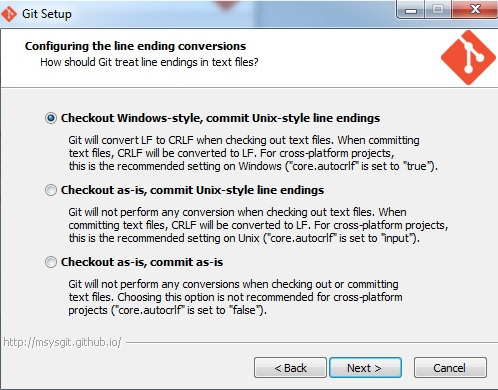 Git Setup
Configuring the line ending conversions
How should Git treat line endings in text files?
Checkout Windows-style, commit Unix-style line endings
Git will convert LF to CRLF when checking out text files. When committing
text files, CRLF will be converted to LF. For cross-platform projects,
this is the recommended setting on Windows ("core.autocrlf" is set to "true").
Checkout as-is, commit Unix-style line endings
Git will not perform any conversion when checking out text files. When
committing text files, CRLF will be converted to LF. For cross-platform projects,
this is the recommended setting on Unix ("core.autocrlf" is set to "input").
Checkout as-is, commit as-is
Git will not perform any conversions when checking out or committing
text files. Choosing this option is not recommended for cross-platform
projects ("core.autocrlf" is set to "false").
http://msysgit.github.io/
< Back
Next >
Cancel